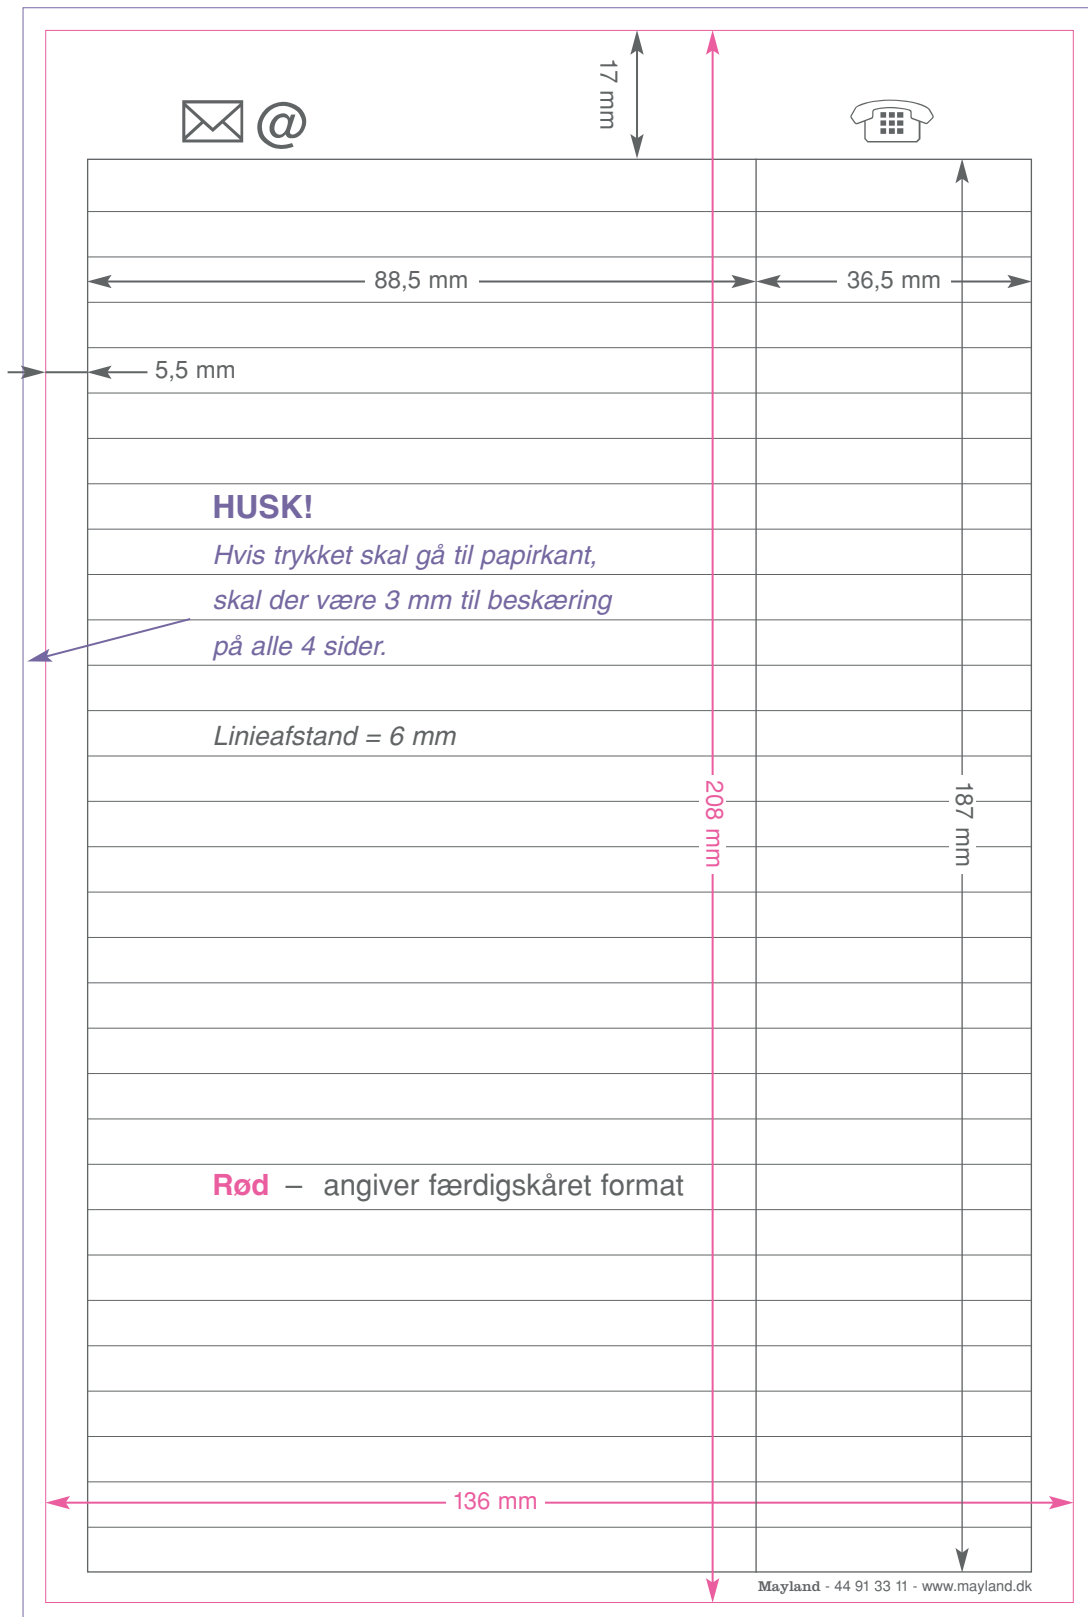 17 mm
@
88,5 mm
36,5 mm
5,5 mm
HUSK!
Hvis trykket skal gå til papirkant,
skal der være 3 mm til beskæring
på alle 4 sider.
Linieafstand = 6 mm
208 mm
187 mm
Rød – angiver færdigskåret format
136 mm
Mayland - 44 91 33 11 - www.mayland.dk